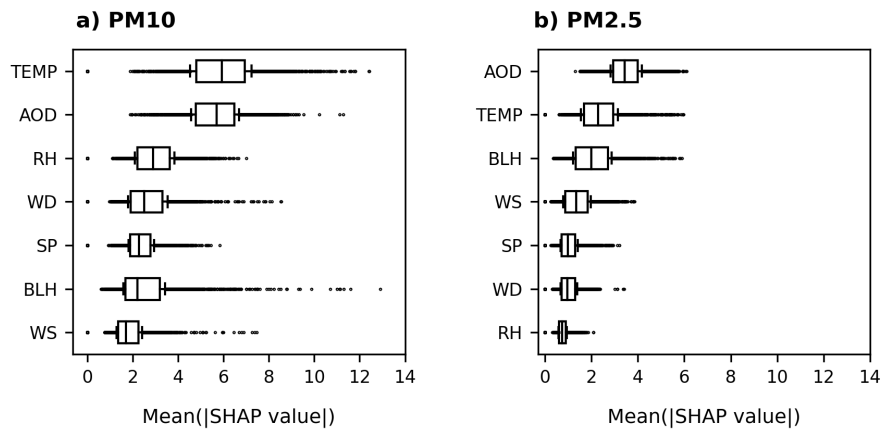 a) PM10
TEMP
AOD
RH
WD
SP
BLH
WS
0 2 4 6 8 10 12 14
Mean(|SHAP value|)
b) PM2.5
AOD
TEMP
BLH
WS
SP
WD
RH
0 2 4 6 8 10 12 14
Mean(|SHAP value|)